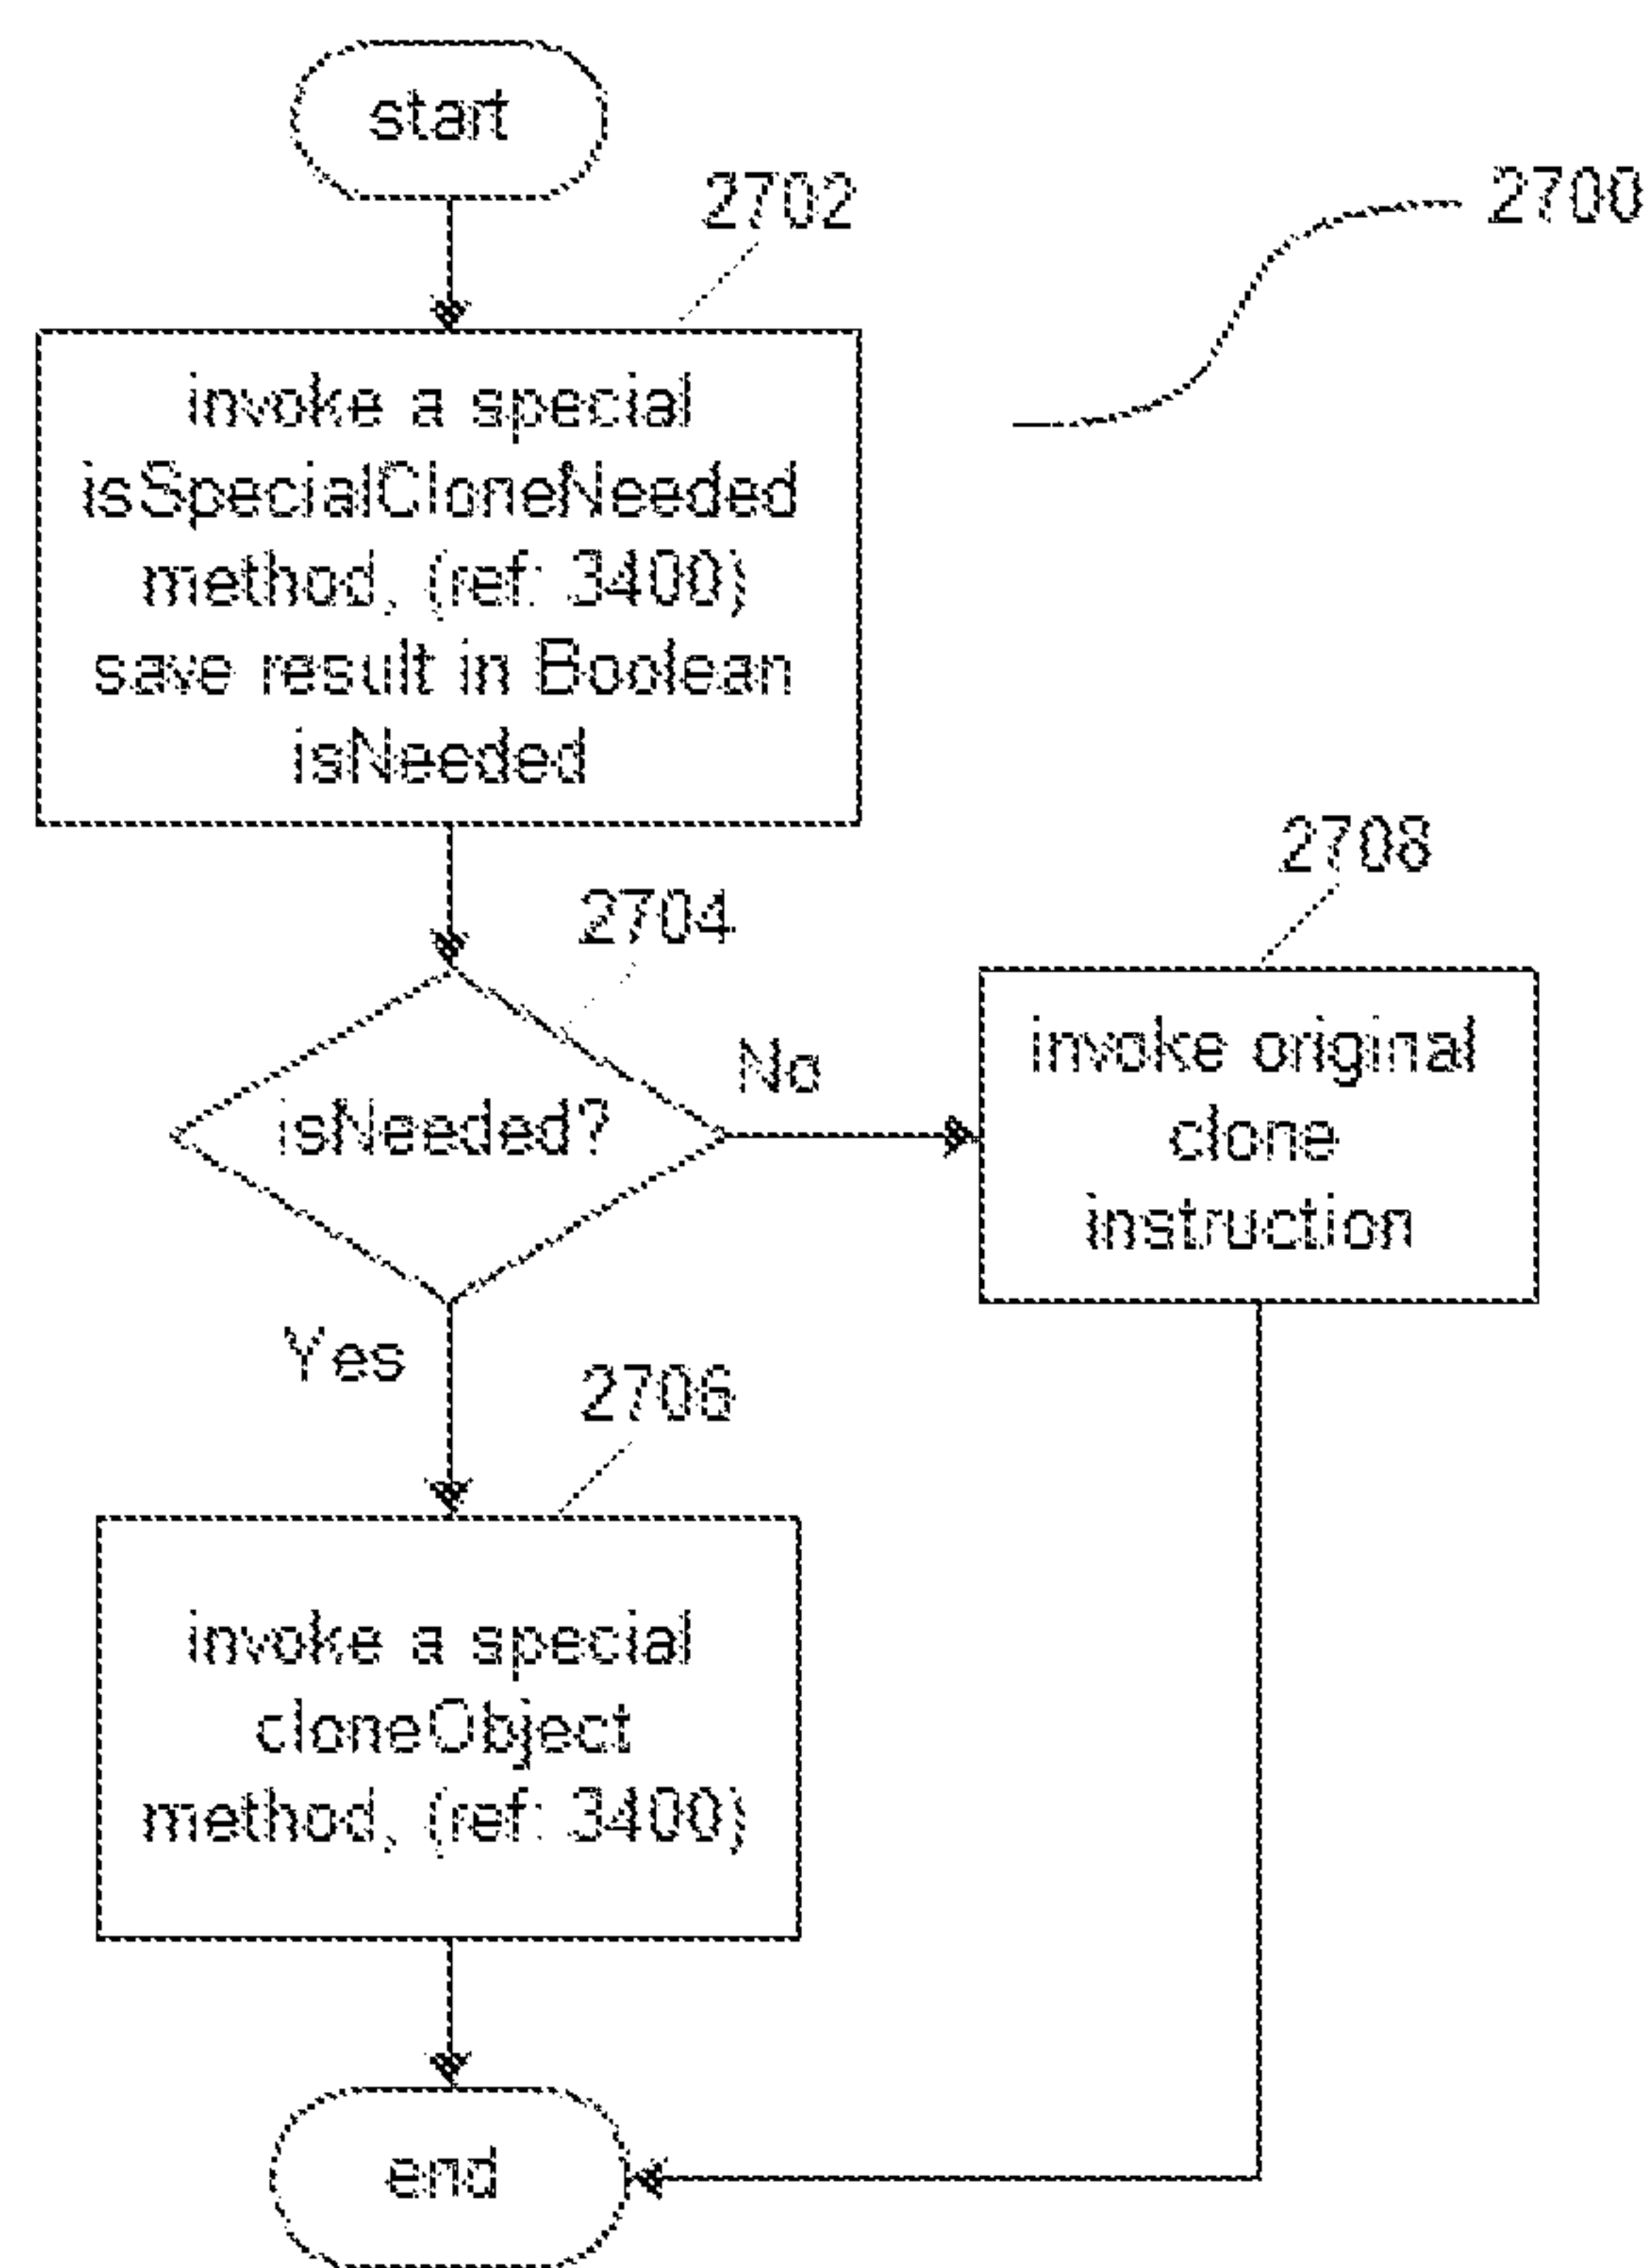 start
2702
2700
invoke a special
isSpecialCloneNeeded
method, (ref: 3400)
save result in Boolean
isNeeded
2704
2708
isNeeded?
No
invoke original
clone
instruction
Yes
2706
invoke a special
cloneObject
method, (ref: 3400)
end